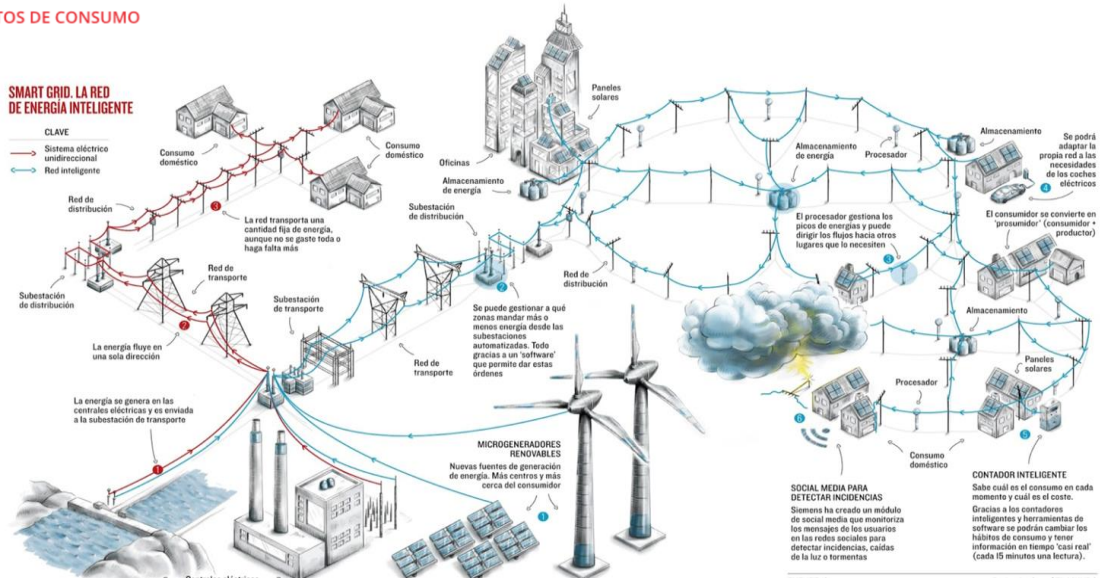 TOS DE CONSUMO
SMART GRID. LA RED
DE ENERGÍA INTELIGENTE
CLAVE
Sistema eléctrico
unidireccional
Red inteligente
Consumo
doméstico
Consumo
doméstico
Red de
distribución
3
La red transporta una
cantidad fija de energía,
aunque no se gaste toda o
haga falta más
Subestación
de distribución
Red de
transporte
2
La energía fluye en
una sola dirección
Subestación
de transporte
La energía se genera en las
centrales eléctricas y es enviada
a la subestación de transporte
1
Paneles
solares
Oficinas
Almacenamiento
de energía
Subestación
de distribución
2
Se puede gestionar a qué
zonas mandar más o
menos energía desde las
subestaciones
automatizadas. Todo
gracias a un 'software'
que permite dar estas
órdenes
Red de
transporte
Red de
distribución
MICROGENERADORES
RENOVABLES
Nuevas fuentes de generación
de energía. Más centros y más
cerca del consumidor
1
Almacenamiento
de energía
Procesador
Almacenamiento
Se podrá
adaptar la
propia red a las
necesidades
de los coches
eléctricos
4
El procesador gestiona los
picos de energías y puede
dirigir los flujos hacia otros
lugares que lo necesiten
3
El consumidor se convierte en
'prosumidor' (consumidor +
productor)
Almacenamiento
Paneles
solares
Procesador
6
5
Consumo
doméstico
SOCIAL MEDIA PARA
DETECTAR INCIDENCIAS
Siemens ha creado un módulo
de social media que monitoriza
los mensajes de los usuarios
en las redes sociales para
detectar incidencias, caídas
de la luz o tormentas
CONTADOR INTELIGENTE
Sabe cuál es el consumo en cada
momento y cuál es el coste.
Gracias a los contadores
inteligentes y herramientas de
software se podrán cambiar los
hábitos de consumo y tener
información en tiempo 'casi real'
(cada 15 minutos una lectura).